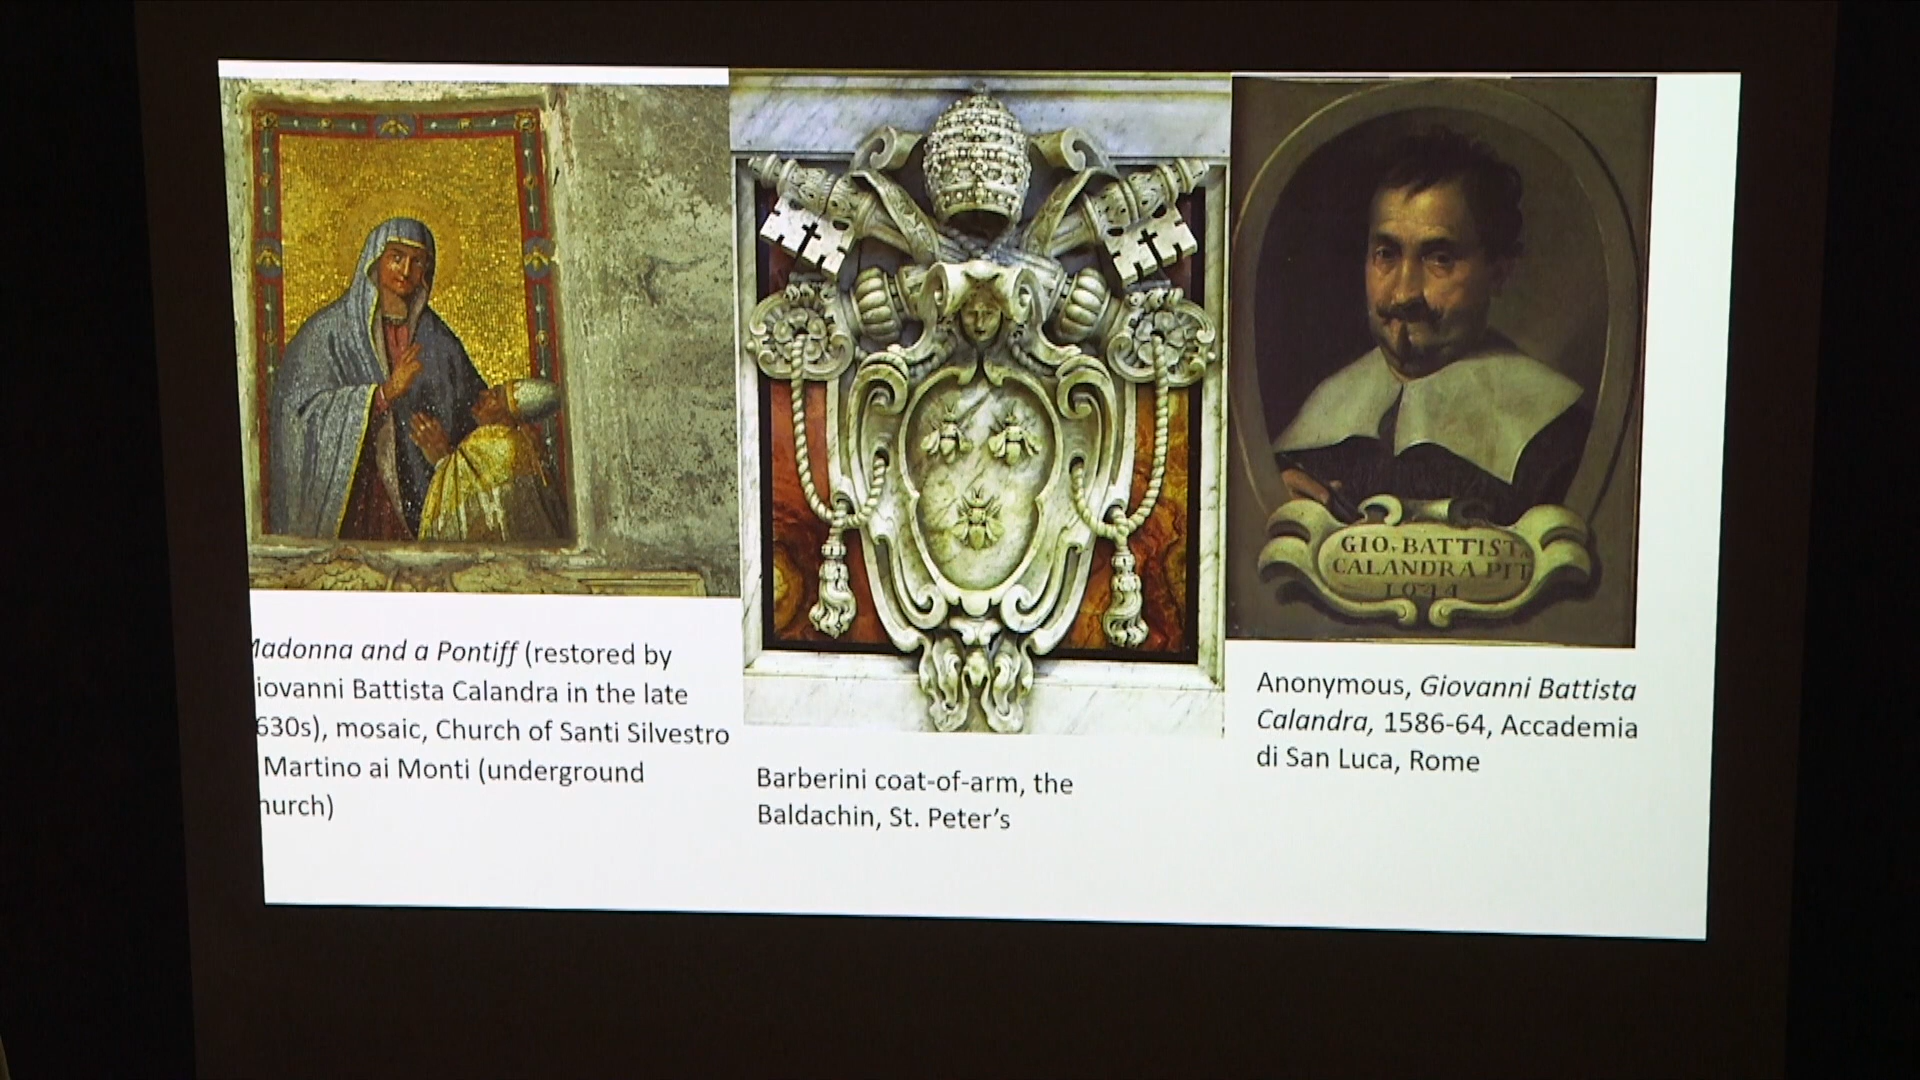 Madonna and a Pontiff (restored by
iovanni Battista Calandra in the late
630s), mosaic, Church of Santi Silvestro
Martino ai Monti (underground
hurch)
Barberini coat-of-arm, the
Baldachin, St. Peter's
GIO. BATTISTA
CALANDRA PIT
1644
Anonymous, Giovanni Battista
Calandra, 1586-64, Accademia
di San Luca, Rome